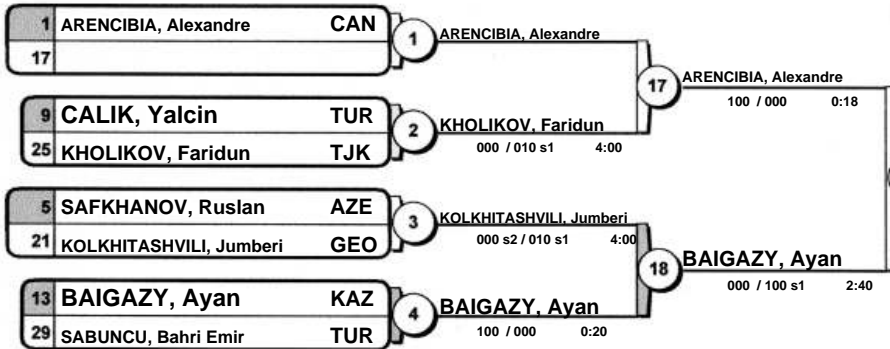 1 ARENCIBIA, Alexandre CAN
17
1
ARENCIBIA, Alexandre
9 CALIK, Yalcin TUR
25 KHOLIKOV, Faridun TJK
2
KHOLIKOV, Faridun
000 / 010 s1 4:00
17
ARENCIBIA, Alexandre
100 / 000 0:18
5 SAFKHANOV, Ruslan AZE
21 KOLKHITASHVILI, Jumberi GEO
3
KOLKHITASHVILI, Jumberi
000 s2 / 010 s1 4:00
13 BAIGAZY, Ayan KAZ
29 SABUNCU, Bahri Emir TUR
4
BAIGAZY, Ayan
100 / 000 0:20
18
BAIGAZY, Ayan
000 / 100 s1 2:40